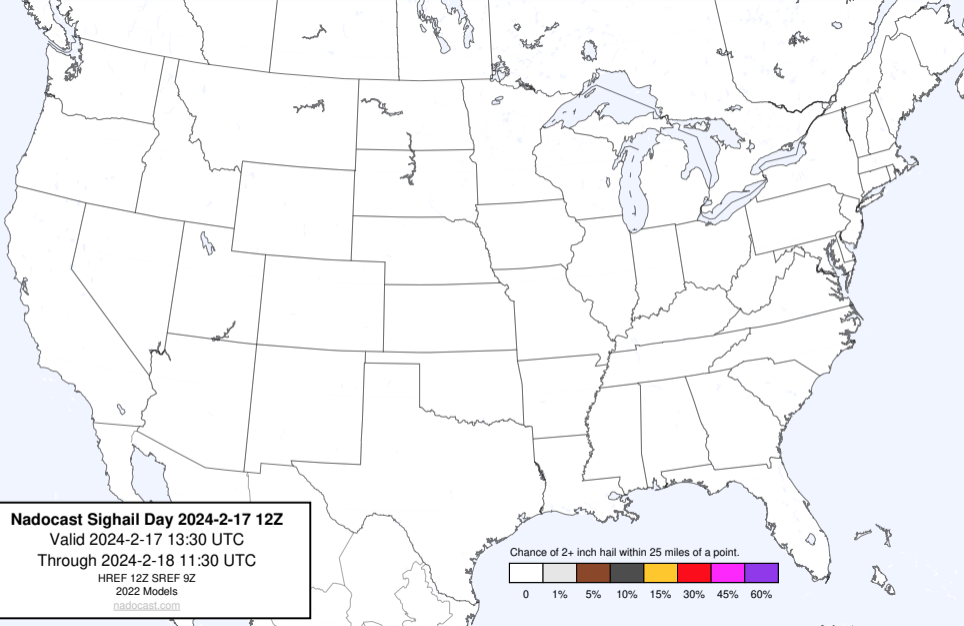 Nadocast Sighail Day 2024-2-17 12Z
Valid 2024-2-17 13:30 UTC
Through 2024-2-18 11:30 UTC
HREF 12Z SREF 9Z
2022 Models
nadocast.com
Chance of 2+ inch hail within 25 miles of a point.
0 1% 5% 10% 15% 30% 45% 60%